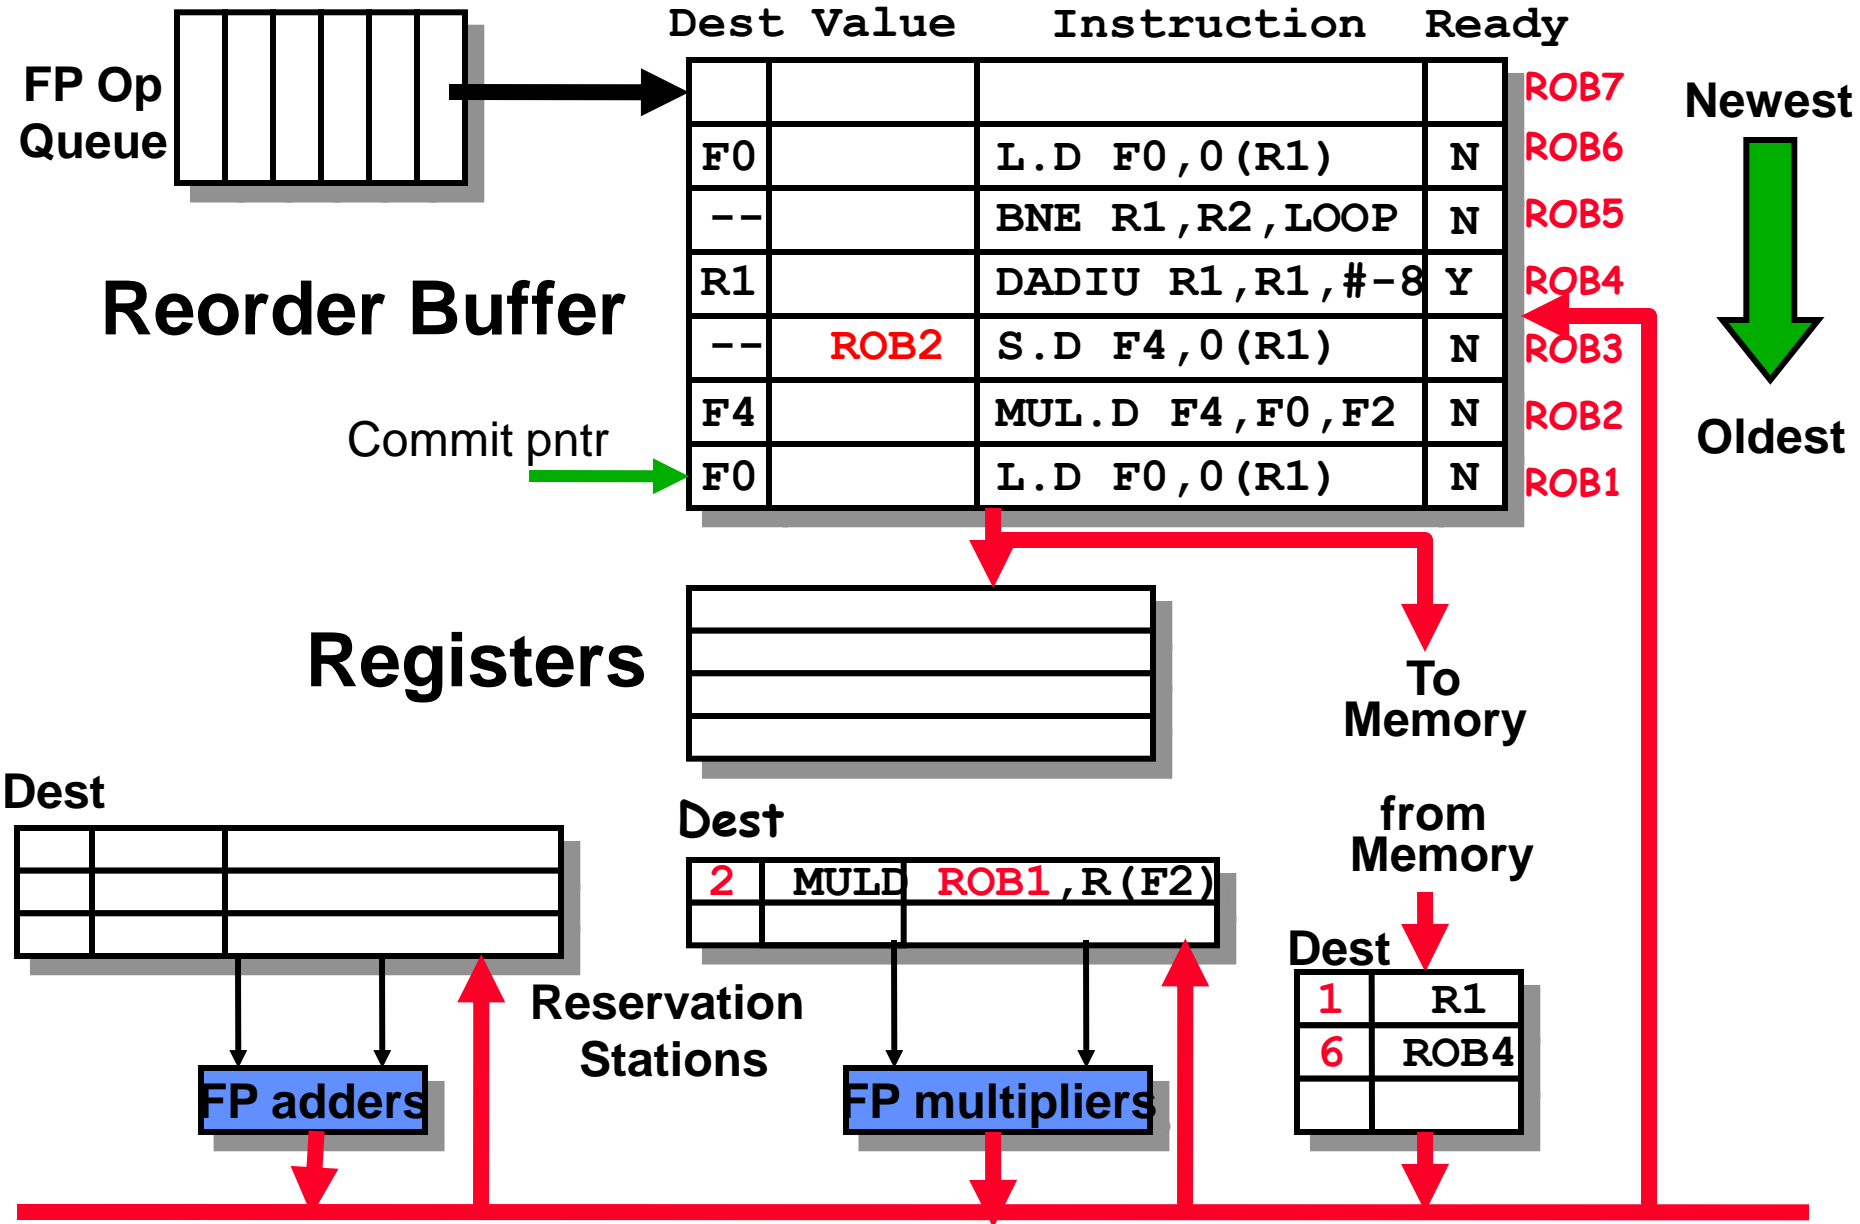 Dest Value Instruction Ready
FP Op
Queue
ROB7
Newest
F0 L.D F0,0(R1) N ROB6
-- BNE R1,R2,LOOP N ROB5
R1 DADIU R1,R1,#-8 Y ROB4
Reorder Buffer
-- ROB2 S.D F4,0(R1) N ROB3
F4 MUL.D F4,F0,F2 N ROB2
Oldest
Commit pntr
F0 L.D F0,0(R1) N ROB1
Registers
To
Memory
Dest
Dest
from
Memory
2 MULD ROB1,R(F2)
Dest
1 R1
6 ROB4
Reservation
Stations
FP adders
FP multipliers